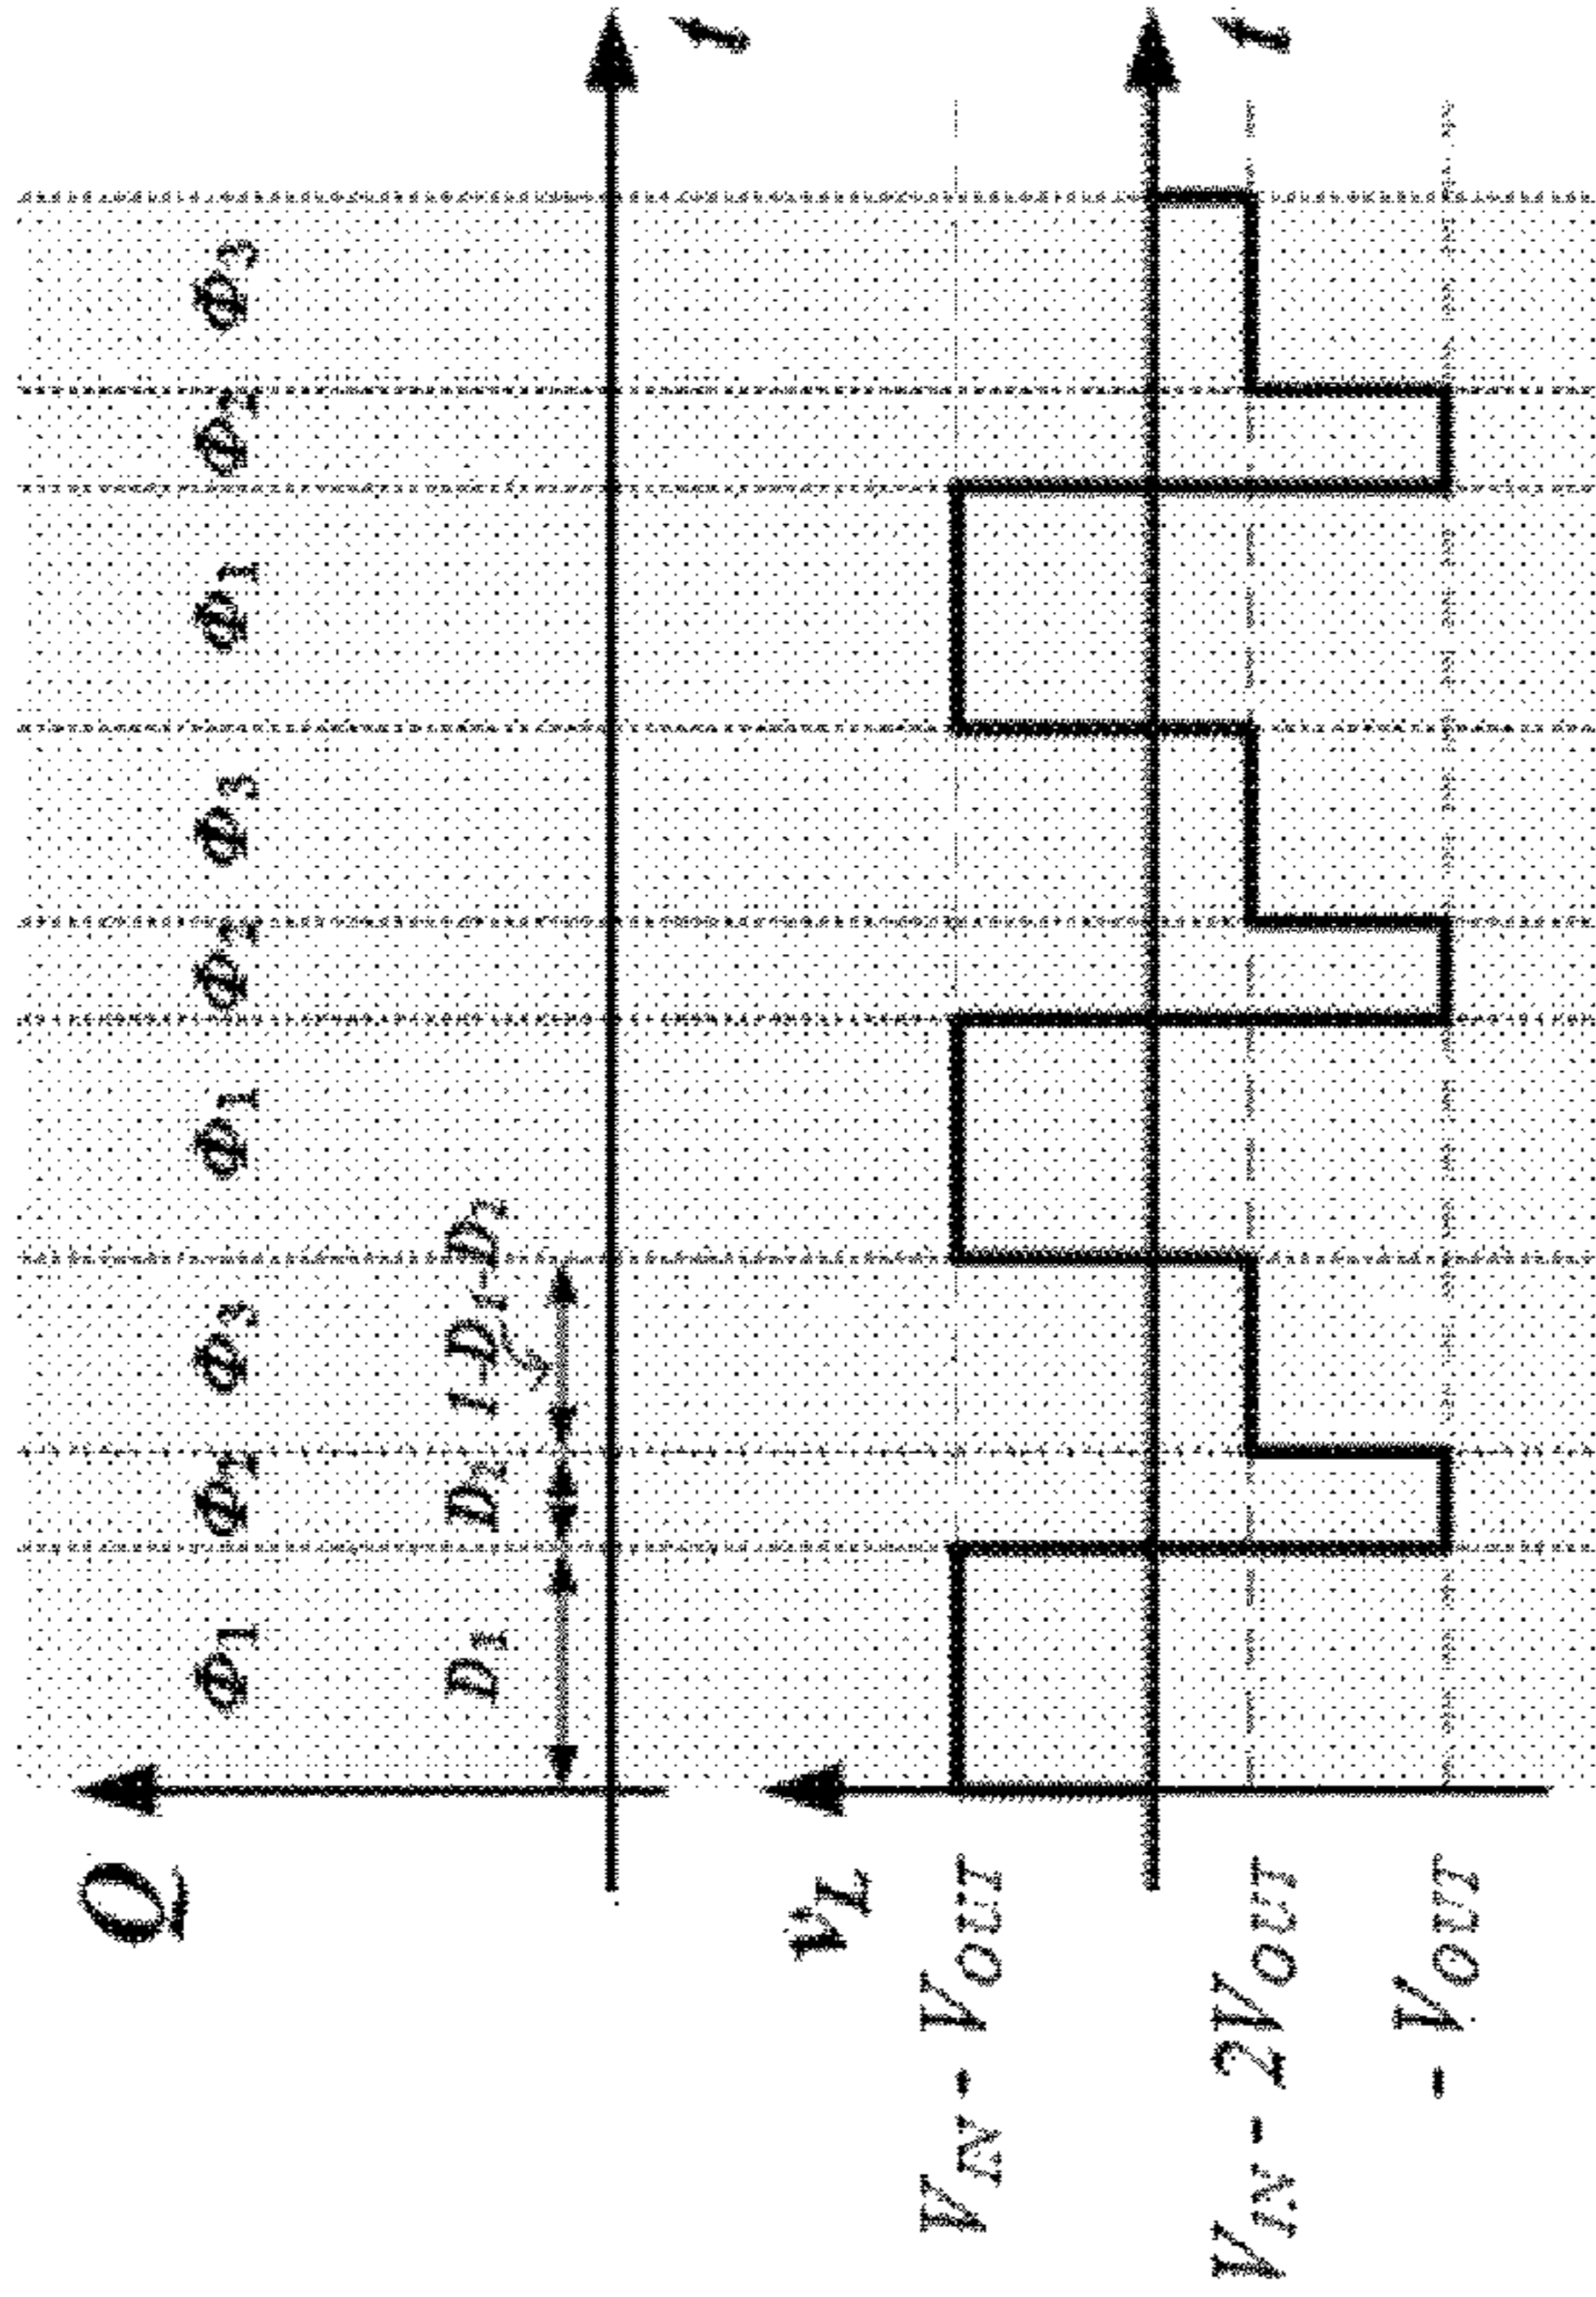 Q
Φ1 Φ2 Φ3 Φ1 Φ2 Φ3 Φ1 Φ2 Φ3
D1 D2 1-D1-D2
t
vL
VIN - VOUT
t
VIN - 2VOUT
- VOUT